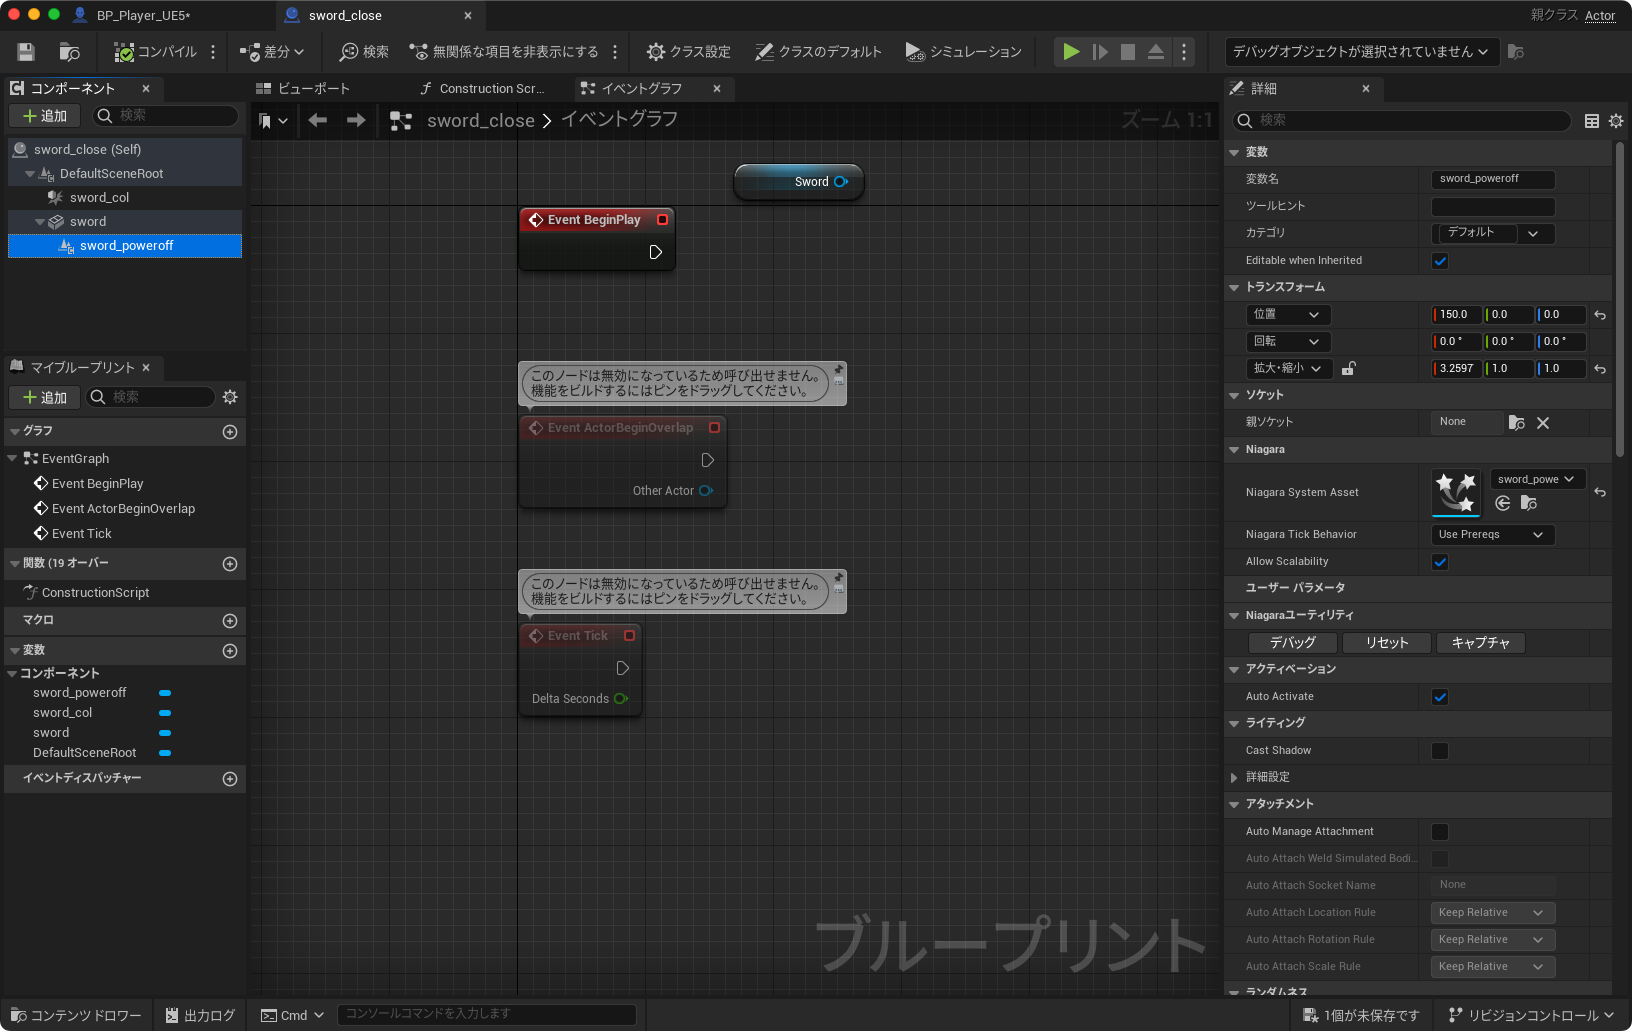 BP_Player_UE5*
sword_close
親クラス Actor
コンパイル
差分
検索
無関係な項目を非表示にする
クラス設定
クラスのデフォルト
シミュレーション
デバッグオブジェクトが選択されていません
コンポーネント
追加
検索
sword_close (Self)
DefaultSceneRoot
sword_col
sword
sword_poweroff
マイブループリント
追加
検索
グラフ
EventGraph
Event BeginPlay
Event ActorBeginOverlap
Event Tick
関数 (19 オーバー
ConstructionScript
マクロ
変数
コンポーネント
sword_poweroff
sword_col
sword
DefaultSceneRoot
イベントディスパッチャー
ビューポート
Construction Scr...
イベントグラフ
sword_close > イベントグラフ
ズーム 1:1
Sword
Event BeginPlay
このノードは無効になっているため呼び出せません。
機能をビルドするにはピンをドラッグしてください。
Event ActorBeginOverlap
Other Actor
このノードは無効になっているため呼び出せません。
機能をビルドするにはピンをドラッグしてください。
Event Tick
Delta Seconds
ブループリント
詳細
検索
変数
変数名 sword_poweroff
ツールヒント
カテゴリ デフォルト
Editable when Inherited
トランスフォーム
位置 150.0 0.0 0.0
回転 0.0 ° 0.0 ° 0.0 °
拡大・縮小 3.2597 1.0 1.0
ソケット
親ソケット None
Niagara
Niagara System Asset sword_powe
Niagara Tick Behavior Use Prereqs
Allow Scalability
ユーザー パラメータ
Niagaraユーティリティ
デバッグ リセット キャプチャ
アクティベーション
Auto Activate
ライティング
Cast Shadow
詳細設定
アタッチメント
Auto Manage Attachment
Auto Attach Weld Simulated Bodi...
Auto Attach Socket Name None
Auto Attach Location Rule Keep Relative
Auto Attach Rotation Rule Keep Relative
Auto Attach Scale Rule Keep Relative
ランダムネス
コンテンツ ドロワー
出力ログ
Cmd
コンソールコマンドを入力します
1個が未保存です
リビジョンコントロール